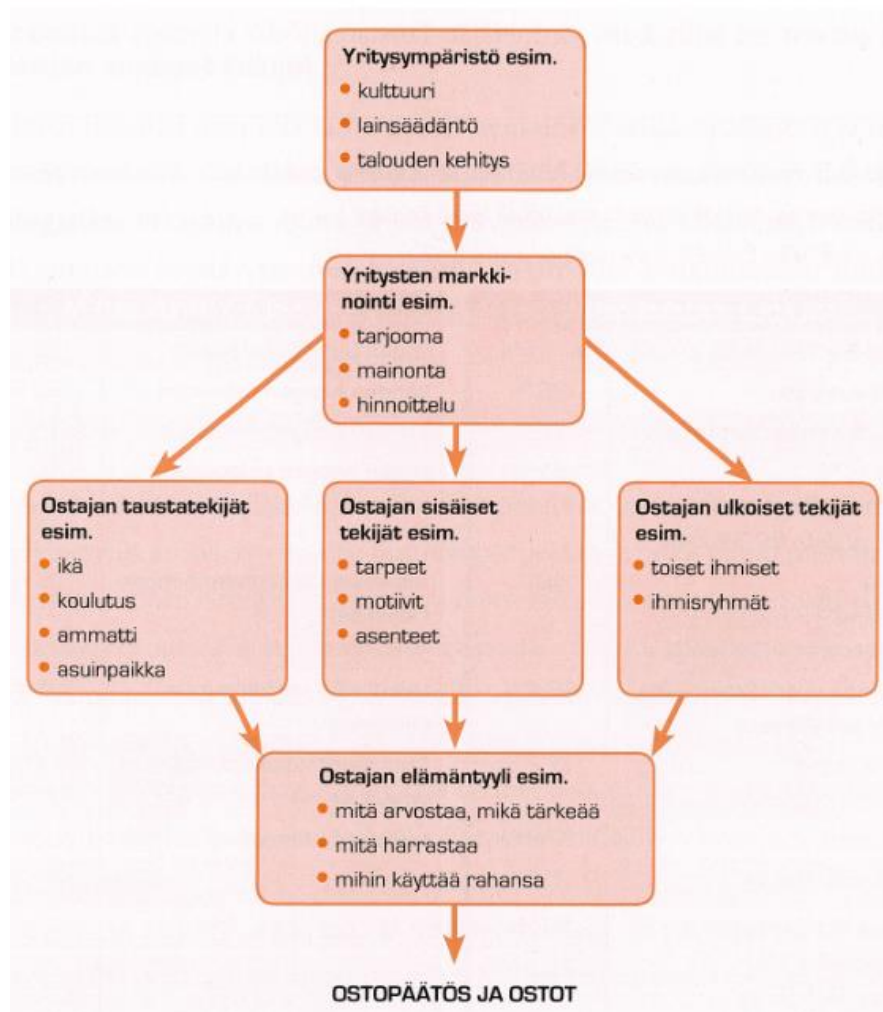 Yritysympäristö esim.
• kulttuuri
• lainsäädäntö
• talouden kehitys
Yritysten markki-
nointi esim.
• tarjooma
• mainonta
• hinnoittelu
Ostajan taustatekijät
esim.
• ikä
• koulutus
• ammatti
• asuinpaikka
Ostajan sisäiset
tekijät esim.
• tarpeet
• motiivit
• asenteet
Ostajan ulkoiset tekijät
esim.
• toiset ihmiset
• ihmisryhmät
Ostajan elämäntyyli esim.
• mitä arvostaa, mikä tärkeää
• mitä harrastaa
• mihin käyttää rahansa
OSTOPÄÄTÖS JA OSTOT